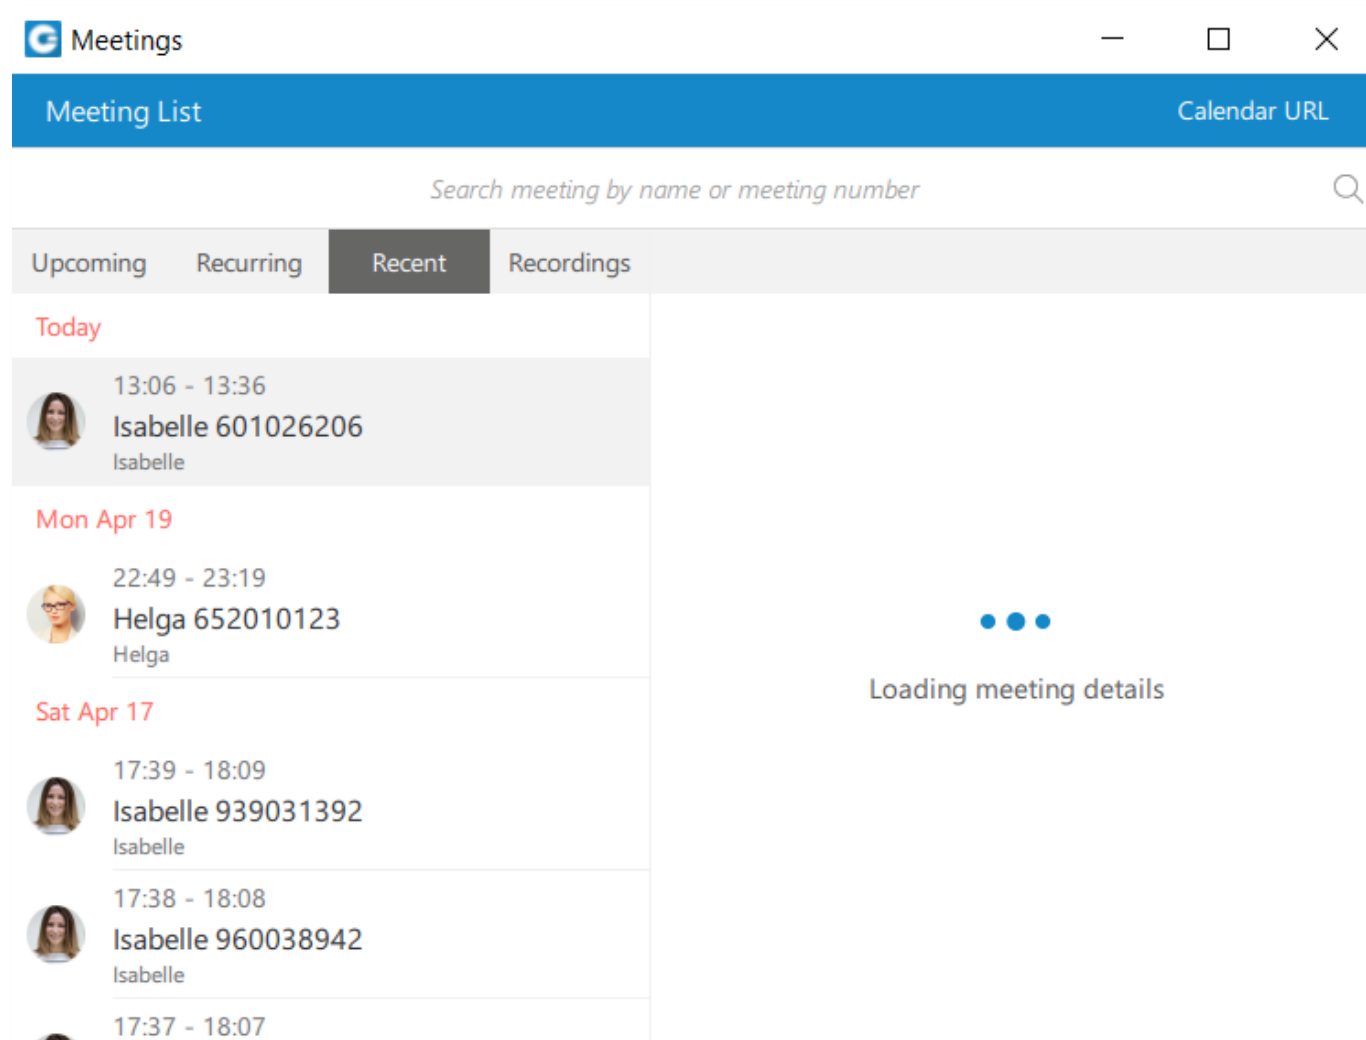 Meetings
Meeting List
Calendar URL
Search meeting by name or meeting number
Upcoming Recurring Recent Recordings
Today
13:06 - 13:36
Isabelle 601026206
Isabelle
Mon Apr 19
22:49 - 23:19
Helga 652010123
Helga
Sat Apr 17
17:39 - 18:09
Isabelle 939031392
Isabelle
17:38 - 18:08
Isabelle 960038942
Isabelle
17:37 - 18:07
Loading meeting details